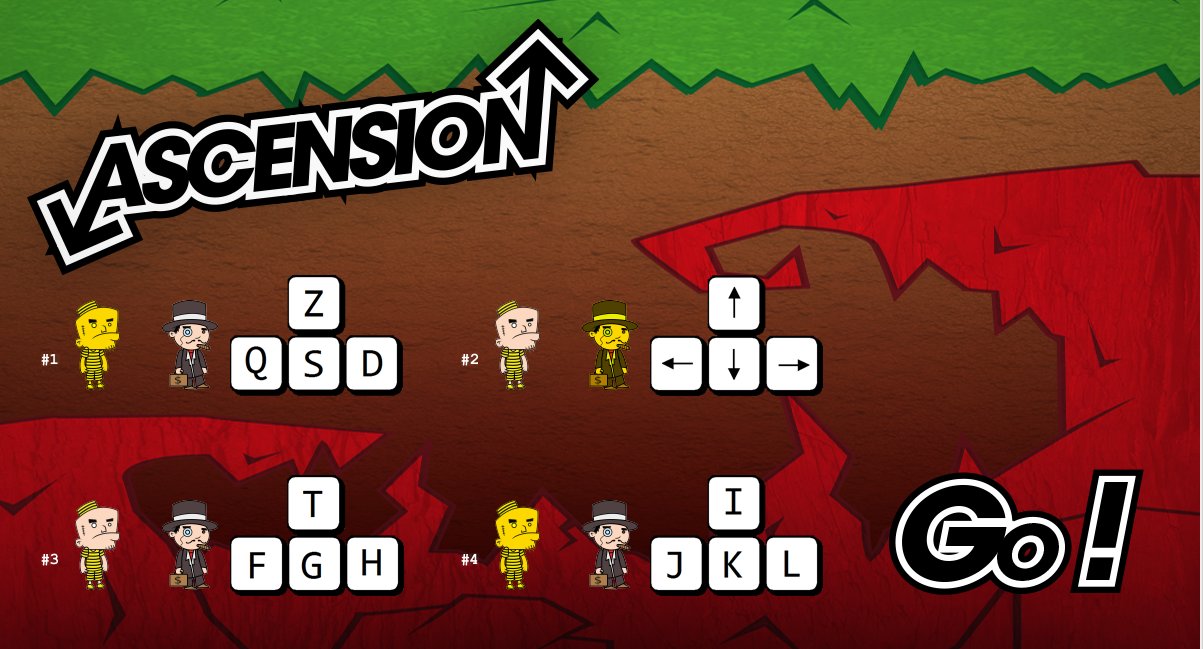 ASCENSION
Z
#1 Q S D
↑
#2 ← ↓ →
T
#3 F G H
I
#4 J K L
Go!